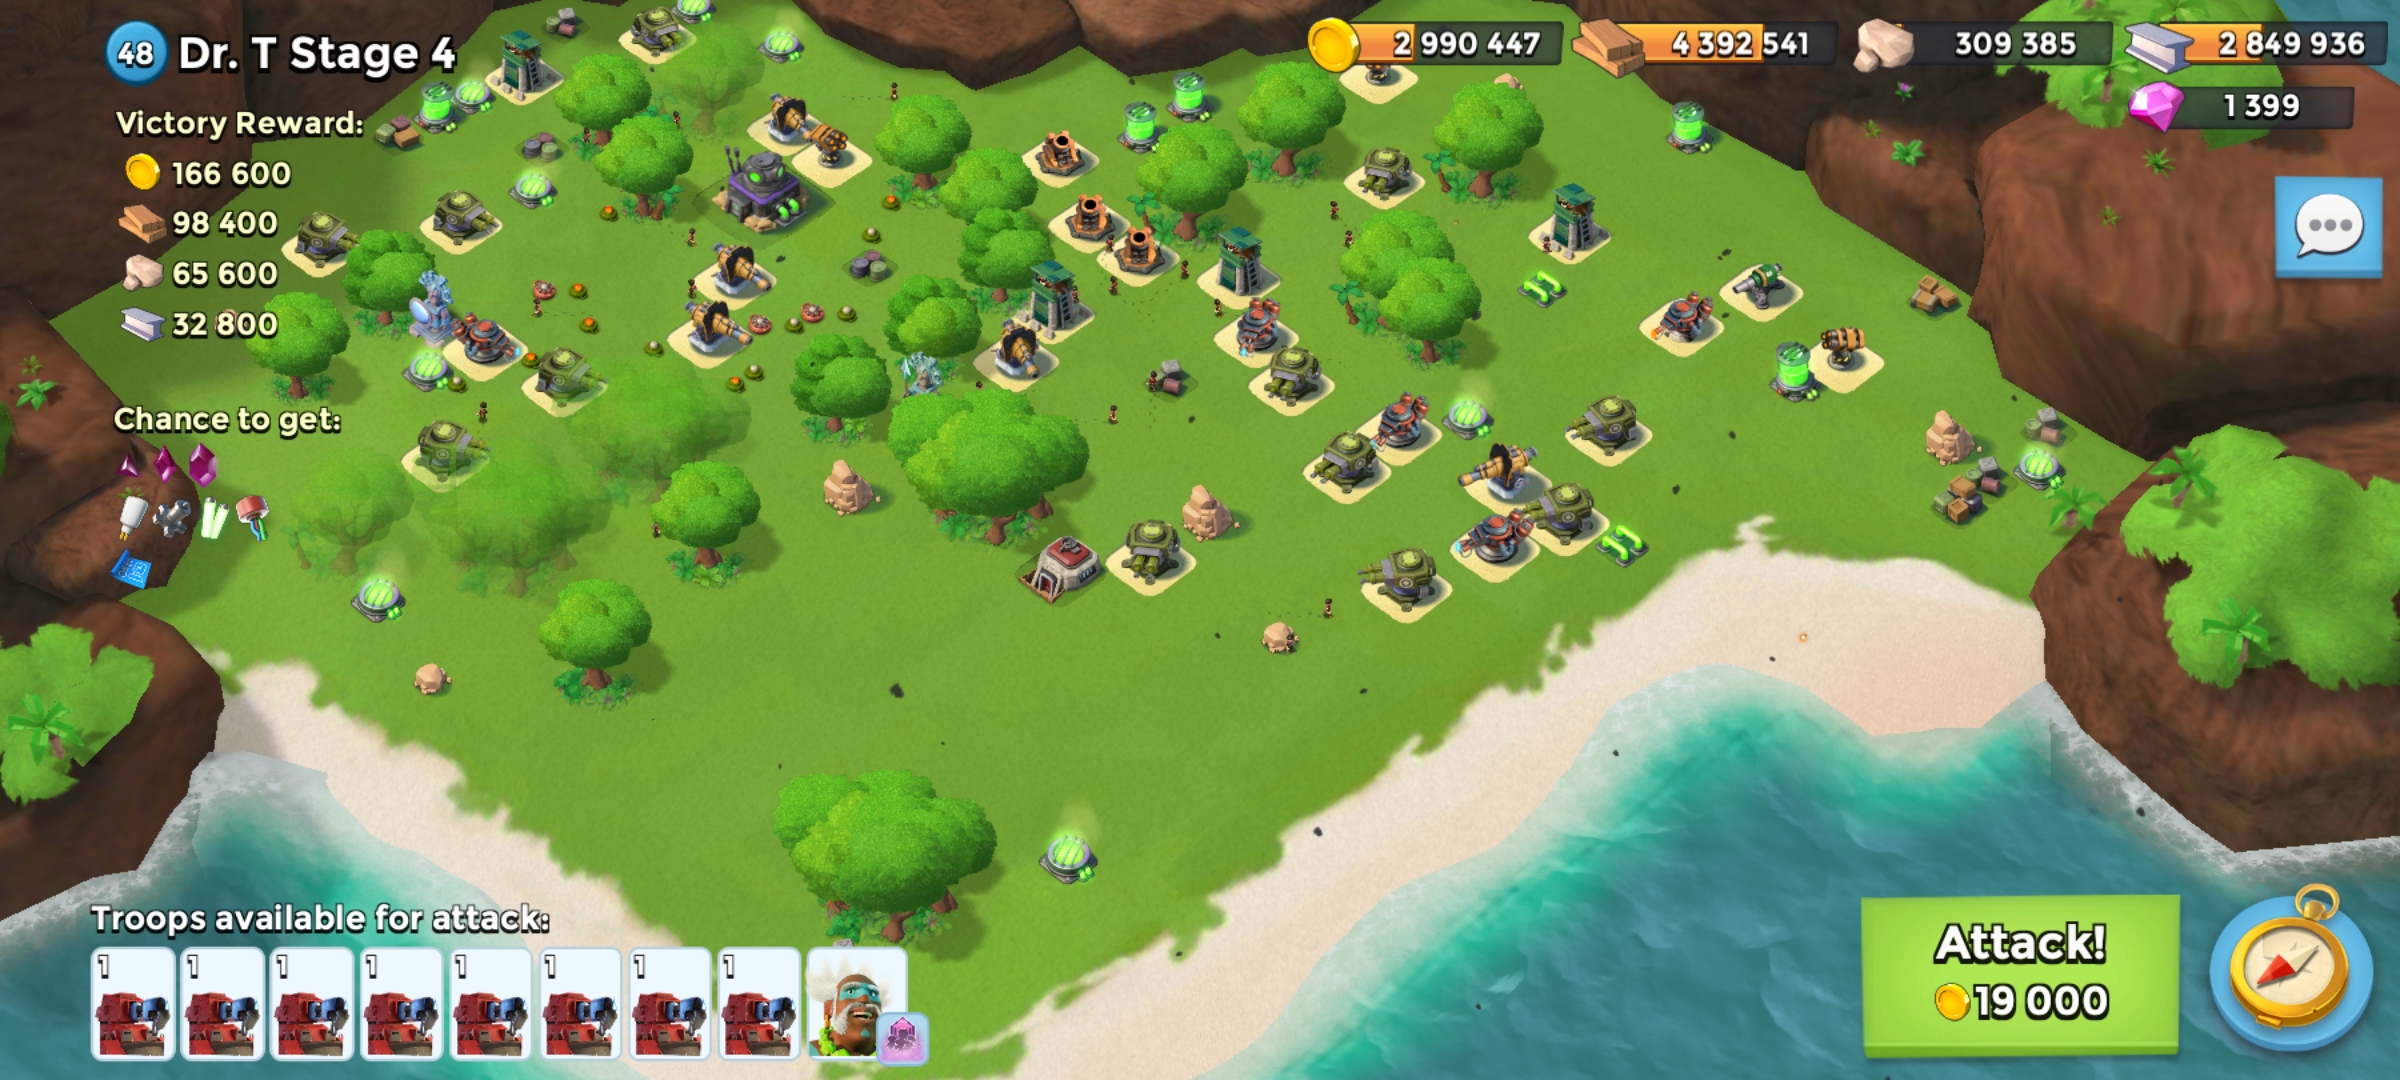 48 Dr. T Stage 4
2 990 447
4 392 541
309 385
2 849 936
1 399
Victory Reward:
166 600
98 400
65 600
32 800
Chance to get:
Troops available for attack:
1 1 1 1 1 1 1 1
Attack!
19 000